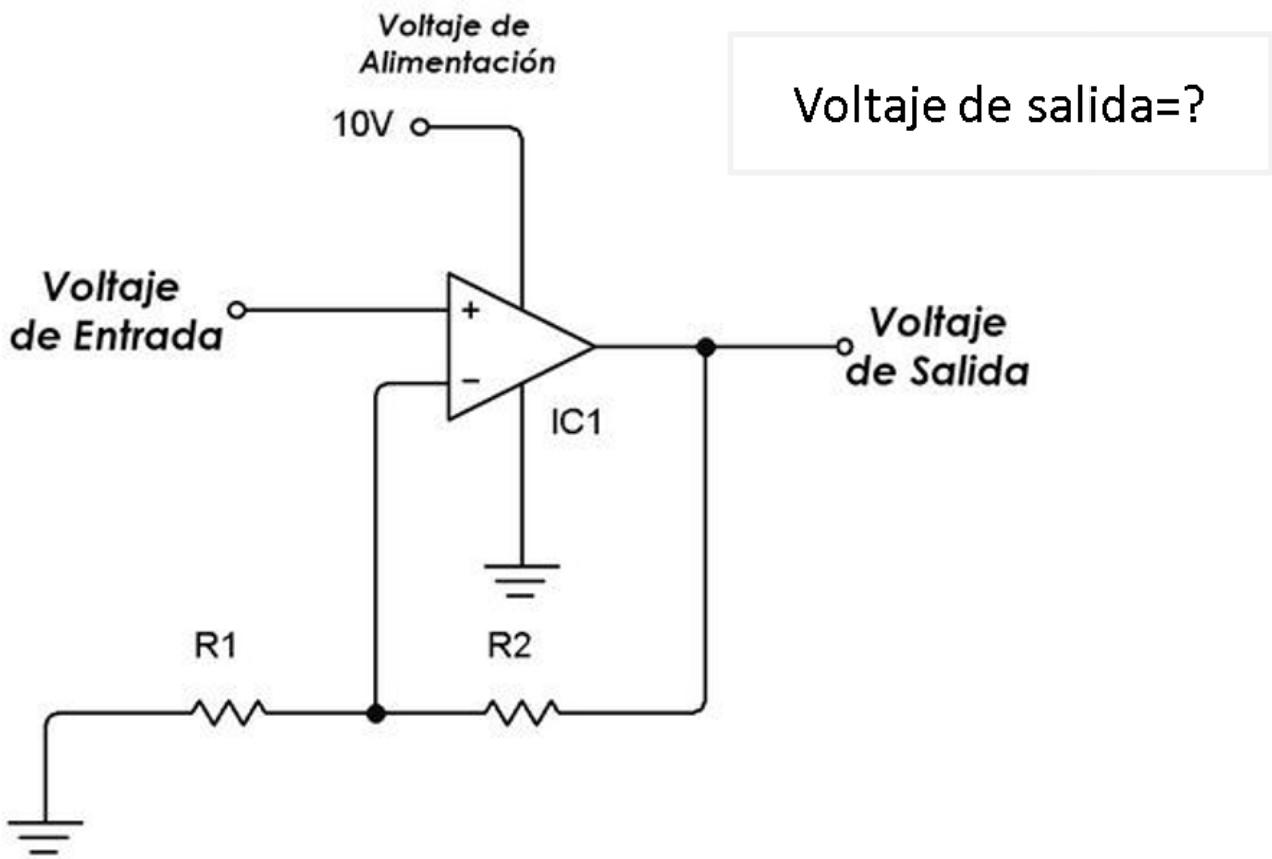 Voltaje de
Alimentación
10V
Voltaje de salida=?
Voltaje
de Entrada
+
−
IC1
Voltaje
de Salida
R1
R2